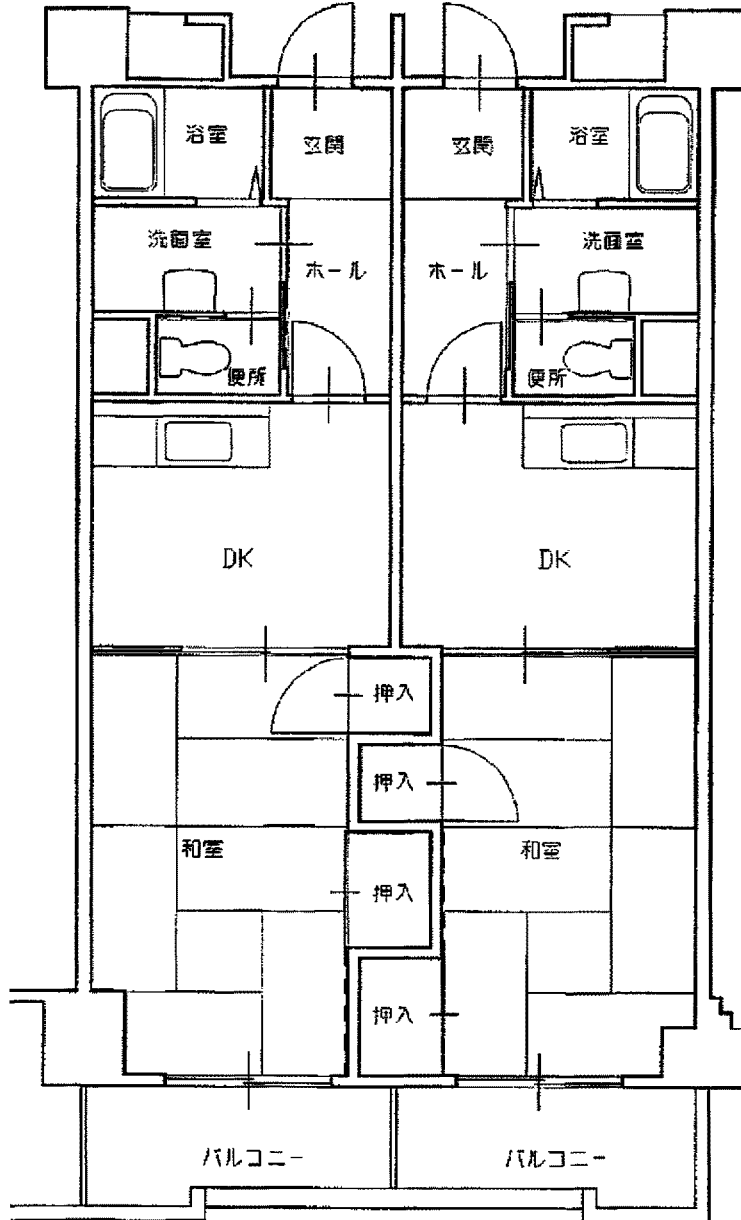 浴室 玄関 玄関 浴室
洗面室 ホール ホール 洗面室
便所 便所
DK DK
押入
押入
和室 和室
押入
押入
バルコニー バルコニー